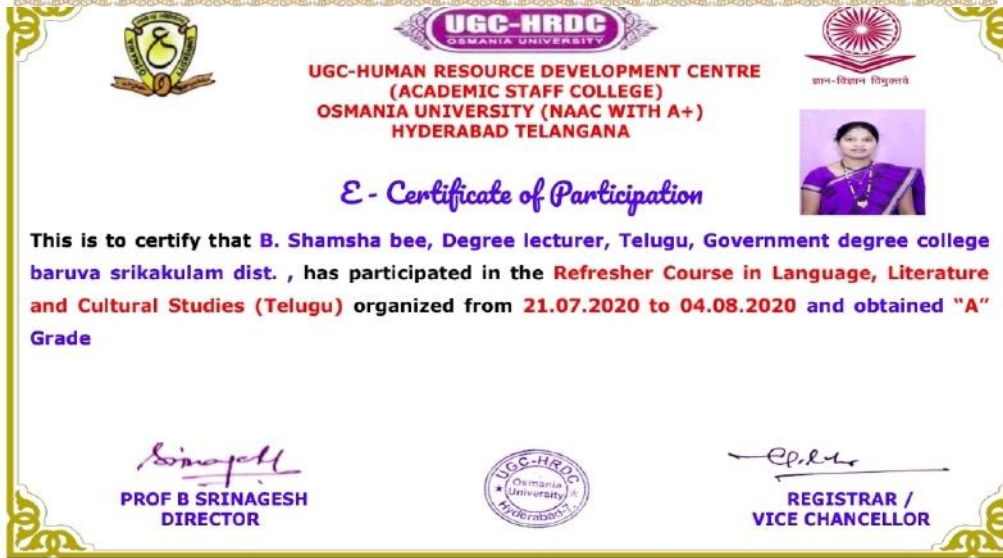 UGC-HRDC
OSMANIA UNIVERSITY
UGC-HUMAN RESOURCE DEVELOPMENT CENTRE
(ACADEMIC STAFF COLLEGE)
OSMANIA UNIVERSITY (NAAC WITH A+)
HYDERABAD TELANGANA
ज्ञान-विज्ञान विमुक्तये
E - Certificate of Participation
This is to certify that B. Shamsha bee, Degree lecturer, Telugu, Government degree college
baruva srikakulam dist. , has participated in the Refresher Course in Language, Literature
and Cultural Studies (Telugu) organized from 21.07.2020 to 04.08.2020 and obtained “A”
Grade
PROF B SRINAGESH
DIRECTOR
UGC-HRDC
Osmania
University
Hyderabad-7.
REGISTRAR /
VICE CHANCELLOR